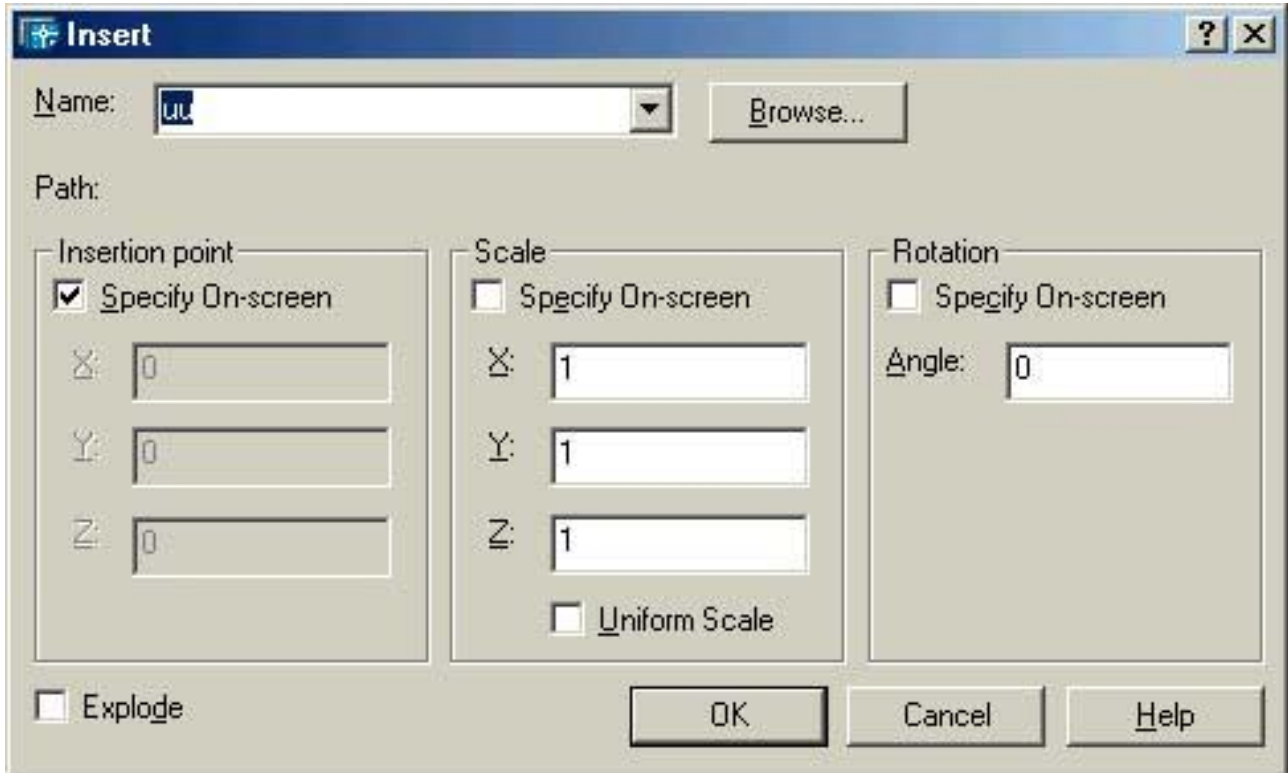 Insert
Name: uu Browse...
Path:
Insertion point
Specify On-screen
X: 0
Y: 0
Z: 0
Scale
Specify On-screen
X: 1
Y: 1
Z: 1
Uniform Scale
Rotation
Specify On-screen
Angle: 0
Explode
OK Cancel Help